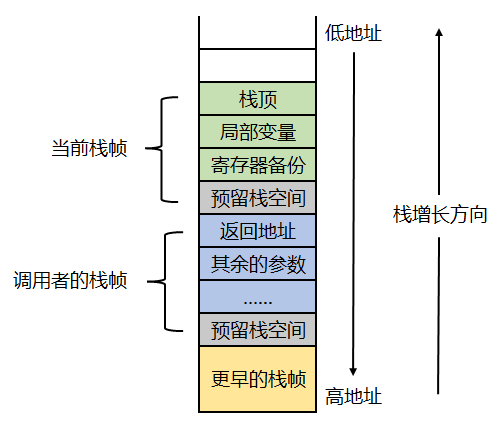 低地址
栈顶
局部变量
当前栈帧
寄存器备份
预留栈空间
栈增长方向
返回地址
其余的参数
调用者的栈帧
......
预留栈空间
更早的栈帧
高地址